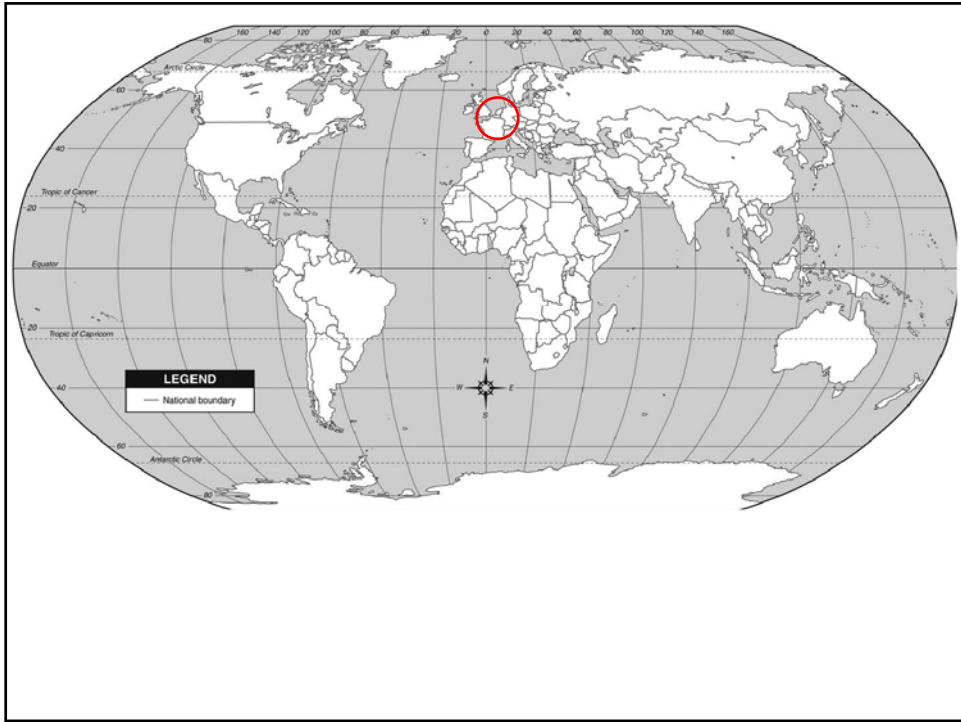 160 140 120 100 80 60 40 20 0 20 40 60 80 100 120 140 160
80
Arctic Circle
60
40
Tropic of Cancer
20
Equator
20
Tropic of Capricorn
N
W E
S
LEGEND
National boundary
40
60
Antarctic Circle
80